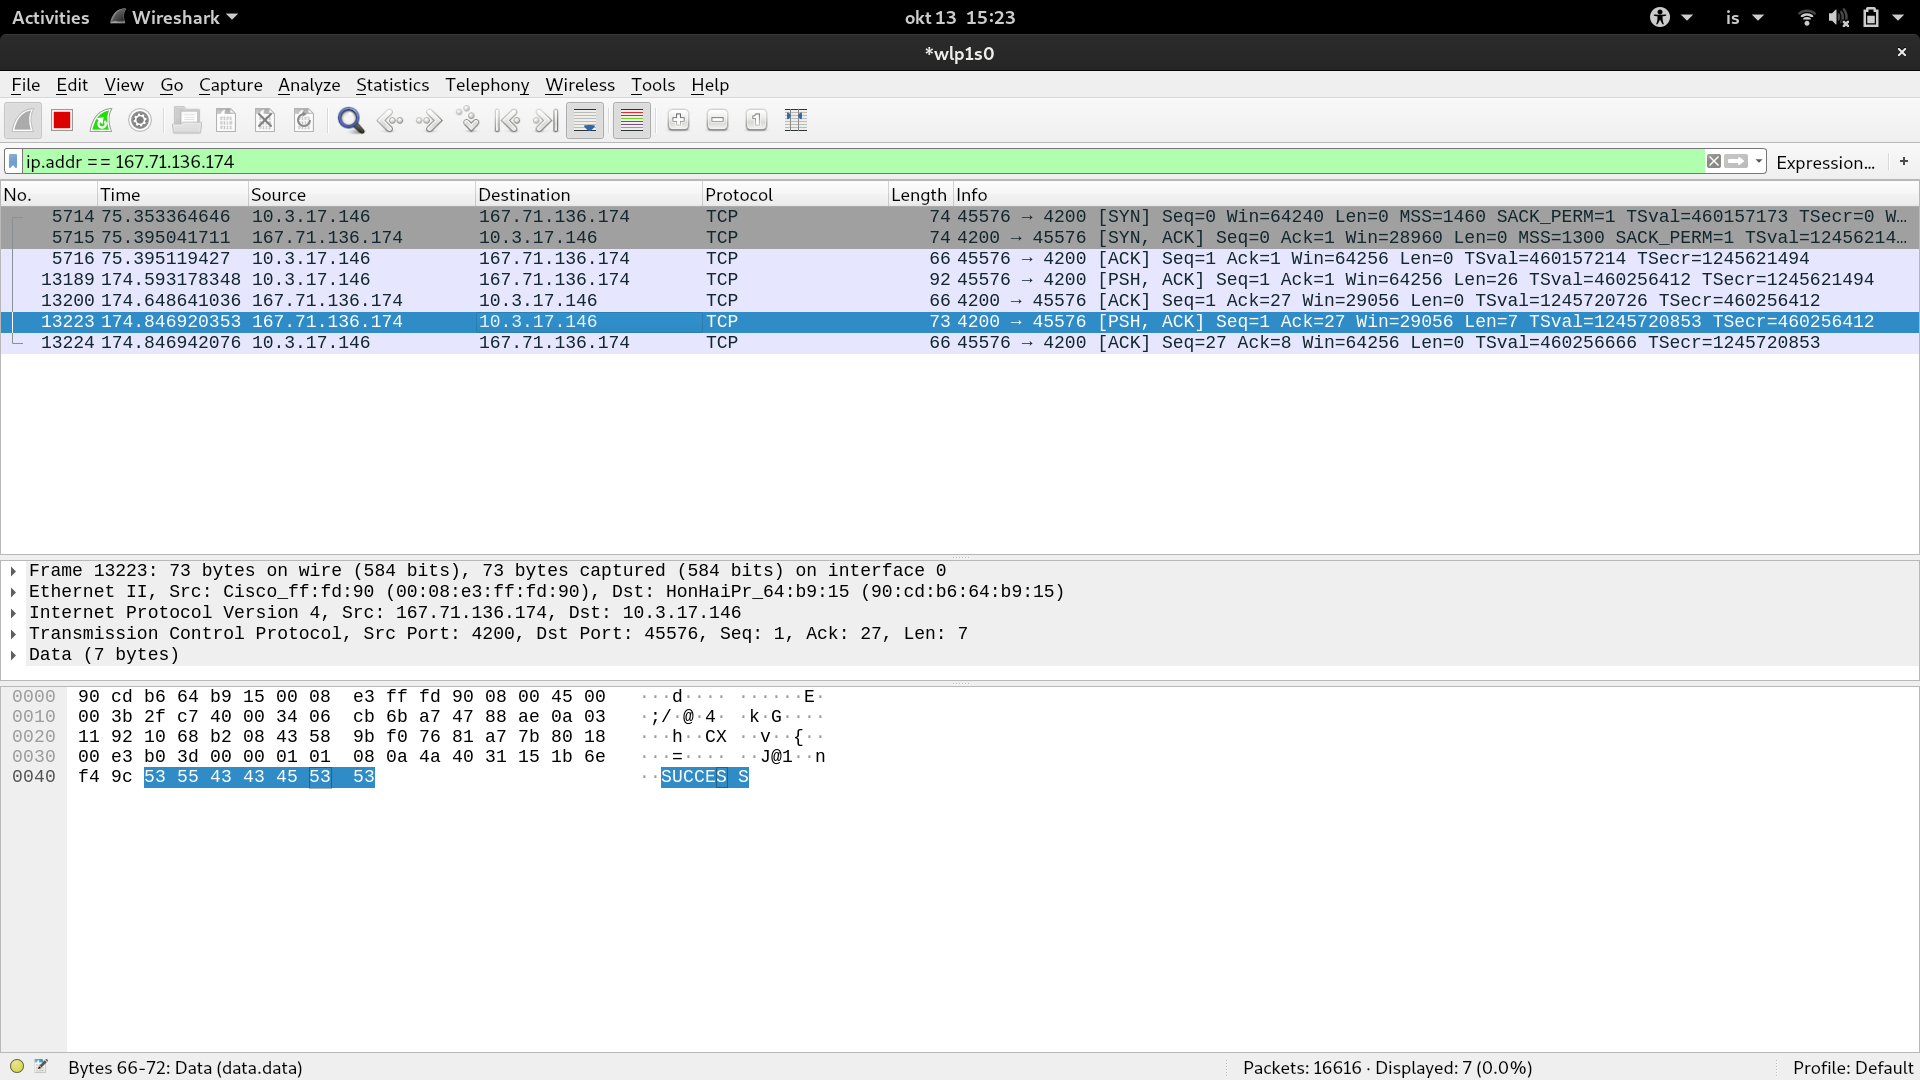 Activities Wireshark okt 13 15:23 is
*wlp1s0 ×
File Edit View Go Capture Analyze Statistics Telephony Wireless Tools Help
ip.addr == 167.71.136.174 Expression… +
No. Time Source Destination Protocol Length Info
5714 75.353364646 10.3.17.146 167.71.136.174 TCP 74 45576 → 4200 [SYN] Seq=0 Win=64240 Len=0 MSS=1460 SACK_PERM=1 TSval=460157173 TSecr=0 W…
5715 75.395041711 167.71.136.174 10.3.17.146 TCP 74 4200 → 45576 [SYN, ACK] Seq=0 Ack=1 Win=28960 Len=0 MSS=1300 SACK_PERM=1 TSval=12456214…
5716 75.395119427 10.3.17.146 167.71.136.174 TCP 66 45576 → 4200 [ACK] Seq=1 Ack=1 Win=64256 Len=0 TSval=460157214 TSecr=1245621494
13189 174.593178348 10.3.17.146 167.71.136.174 TCP 92 45576 → 4200 [PSH, ACK] Seq=1 Ack=1 Win=64256 Len=26 TSval=460256412 TSecr=1245621494
13200 174.648641036 167.71.136.174 10.3.17.146 TCP 66 4200 → 45576 [ACK] Seq=1 Ack=27 Win=29056 Len=0 TSval=1245720726 TSecr=460256412
13223 174.846920353 167.71.136.174 10.3.17.146 TCP 73 4200 → 45576 [PSH, ACK] Seq=1 Ack=27 Win=29056 Len=7 TSval=1245720853 TSecr=460256412
13224 174.846942076 10.3.17.146 167.71.136.174 TCP 66 45576 → 4200 [ACK] Seq=27 Ack=8 Win=64256 Len=0 TSval=460256666 TSecr=1245720853
Frame 13223: 73 bytes on wire (584 bits), 73 bytes captured (584 bits) on interface 0
Ethernet II, Src: Cisco_ff:fd:90 (00:08:e3:ff:fd:90), Dst: HonHaiPr_64:b9:15 (90:cd:b6:64:b9:15)
Internet Protocol Version 4, Src: 167.71.136.174, Dst: 10.3.17.146
Transmission Control Protocol, Src Port: 4200, Dst Port: 45576, Seq: 1, Ack: 27, Len: 7
Data (7 bytes)
0000 90 cd b6 64 b9 15 00 08 e3 ff fd 90 08 00 45 00 ···d···· ······E·
0010 00 3b 2f c7 40 00 34 06 cb 6b a7 47 88 ae 0a 03 ·;/·@·4· ·k·G····
0020 11 92 10 68 b2 08 43 58 9b f0 76 81 a7 7b 80 18 ···h··CX ··v··{··
0030 00 e3 b0 3d 00 00 01 01 08 0a 4a 40 31 15 1b 6e ···=···· ··J@1··n
0040 f4 9c 53 55 43 43 45 53 53 ··SUCCES S
Bytes 66-72: Data (data.data) Packets: 16616 · Displayed: 7 (0.0%) Profile: Default